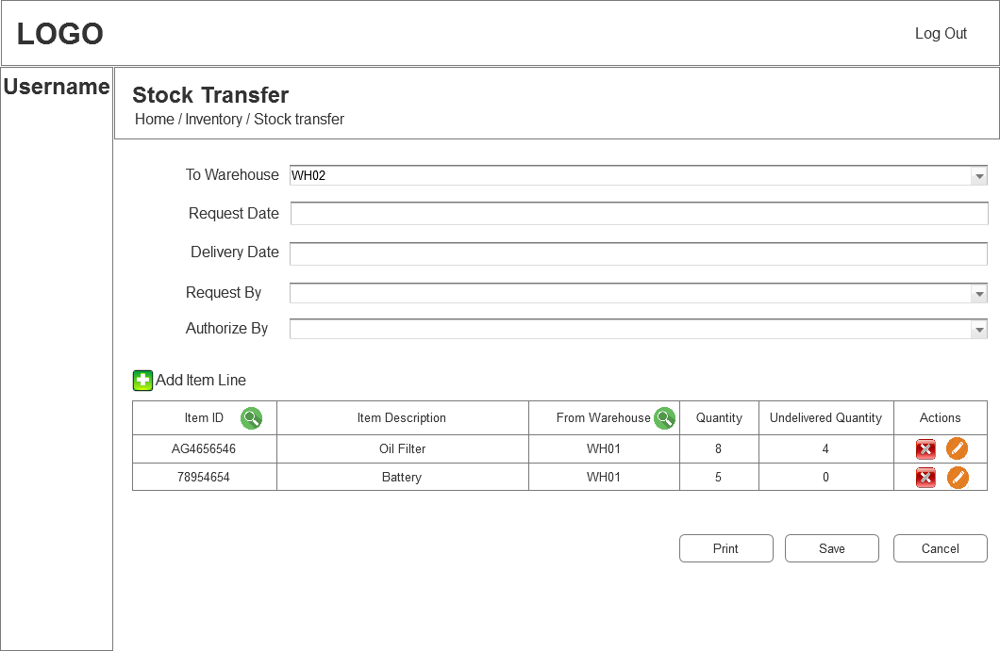 LOGO
Log Out
Username
Stock Transfer
Home / Inventory / Stock transfer
To Warehouse WH02
Request Date
Delivery Date
Request By
Authorize By
Add Item Line
Item ID Item Description From Warehouse Quantity Undelivered Quantity Actions
AG4656546 Oil Filter WH01 8 4
78954654 Battery WH01 5 0
Print Save Cancel